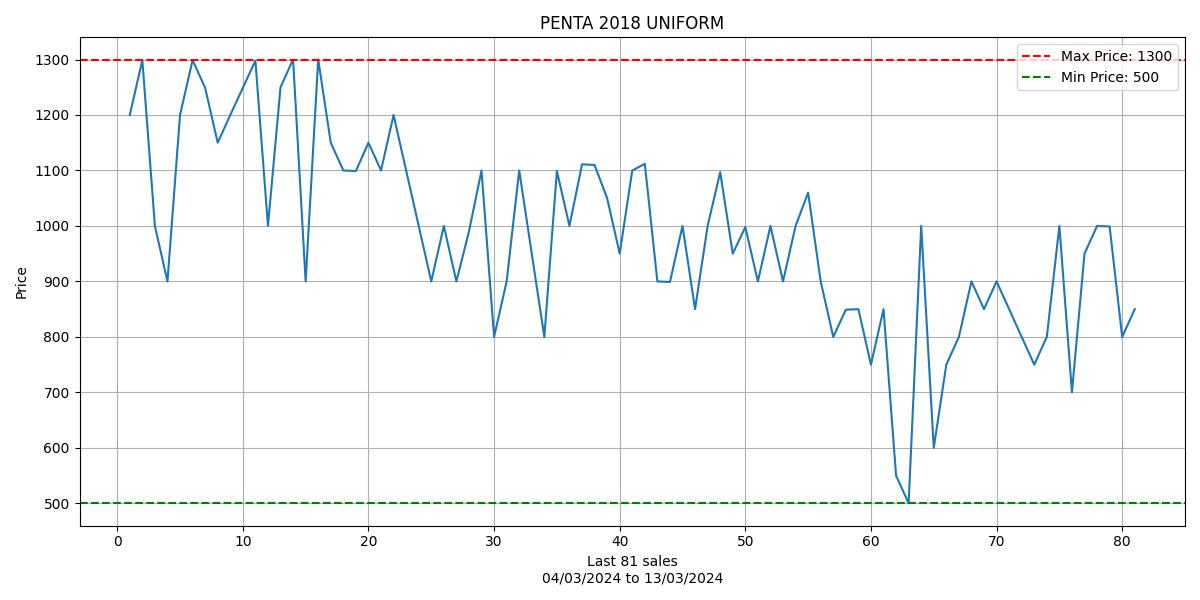 PENTA 2018 UNIFORM
Max Price: 1300
Min Price: 500
Price
1300
1200
1100
1000
900
800
700
600
500
0 10 20 30 40 50 60 70 80
Last 81 sales
04/03/2024 to 13/03/2024